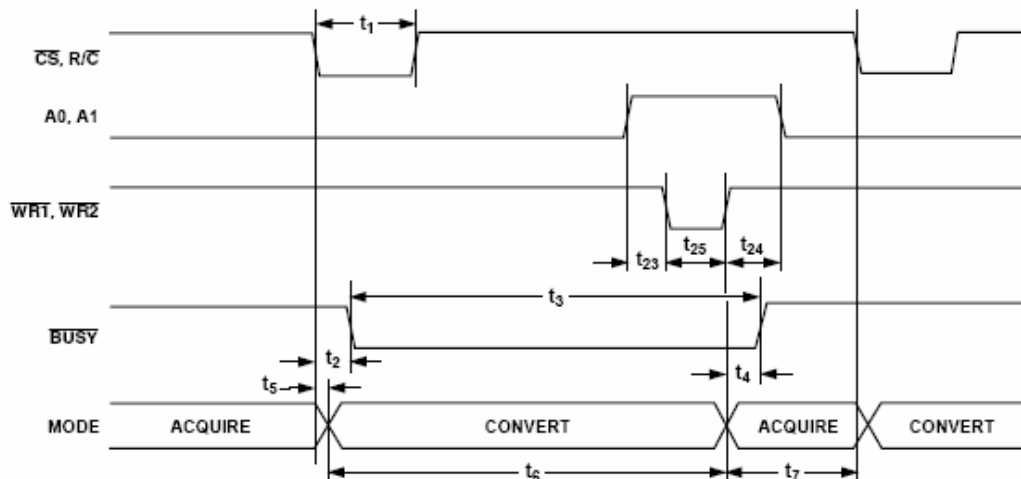 t1
CS, R/C
A0, A1
WR1, WR2
t23 t25 t24
t3
BUSY
t2 t4
t5
MODE ACQUIRE CONVERT ACQUIRE CONVERT
t6 t7